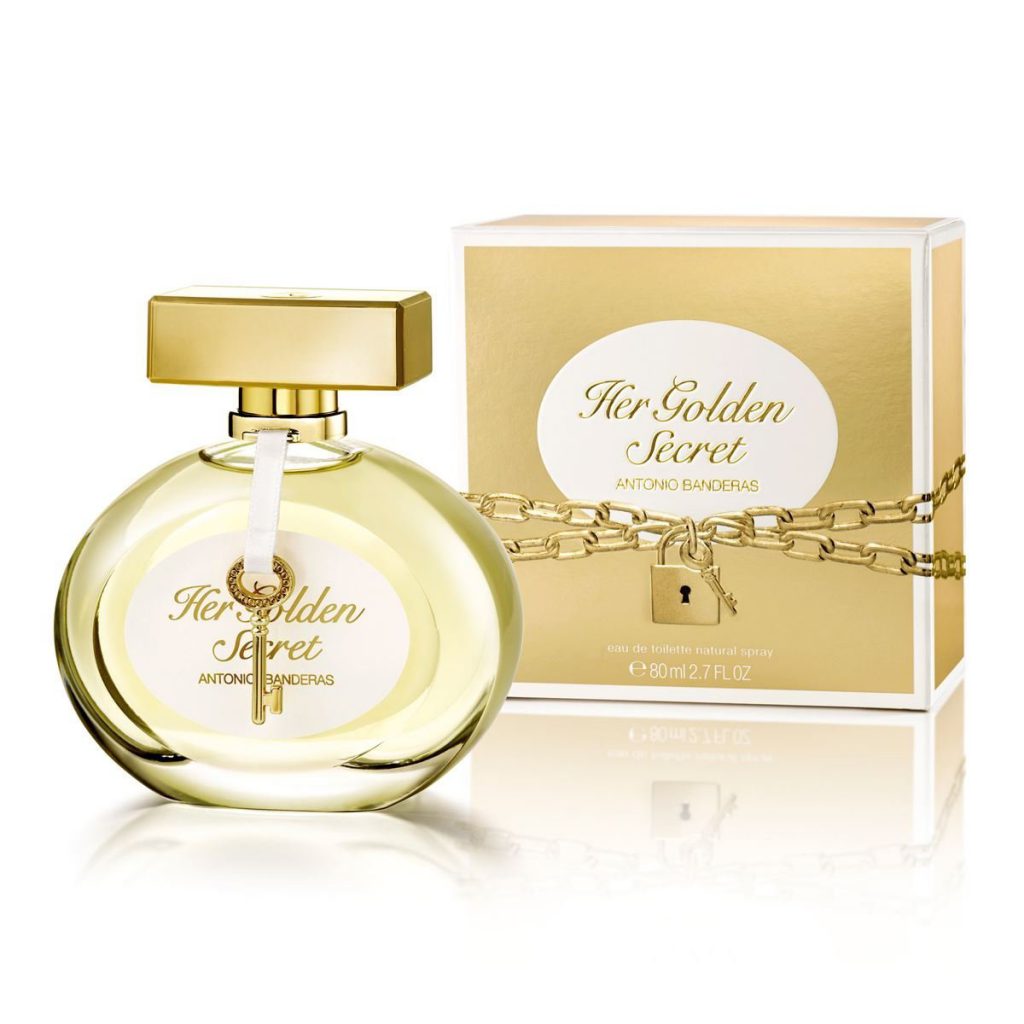 Her Golden
Secret
ANTONIO BANDERAS
Her Golden
Secret
ANTONIO BANDERAS
eau de toilette natural spray
℮ 80 ml 2.7 FL OZ